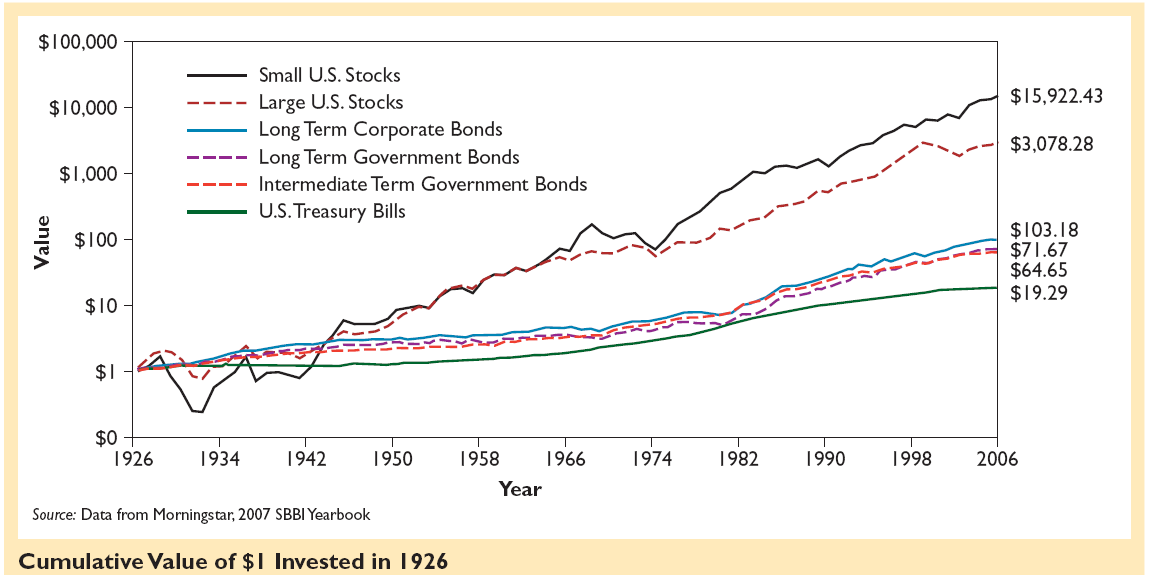 $100,000
$10,000
$1,000
$100
$10
$1
$0
Value
Small U.S. Stocks
Large U.S. Stocks
Long Term Corporate Bonds
Long Term Government Bonds
Intermediate Term Government Bonds
U.S. Treasury Bills
$15,922.43
$3,078.28
$103.18
$71.67
$64.65
$19.29
1926 1934 1942 1950 1958 1966 1974 1982 1990 1998 2006
Year
Source: Data from Morningstar, 2007 SBBI Yearbook
Cumulative Value of $1 Invested in 1926